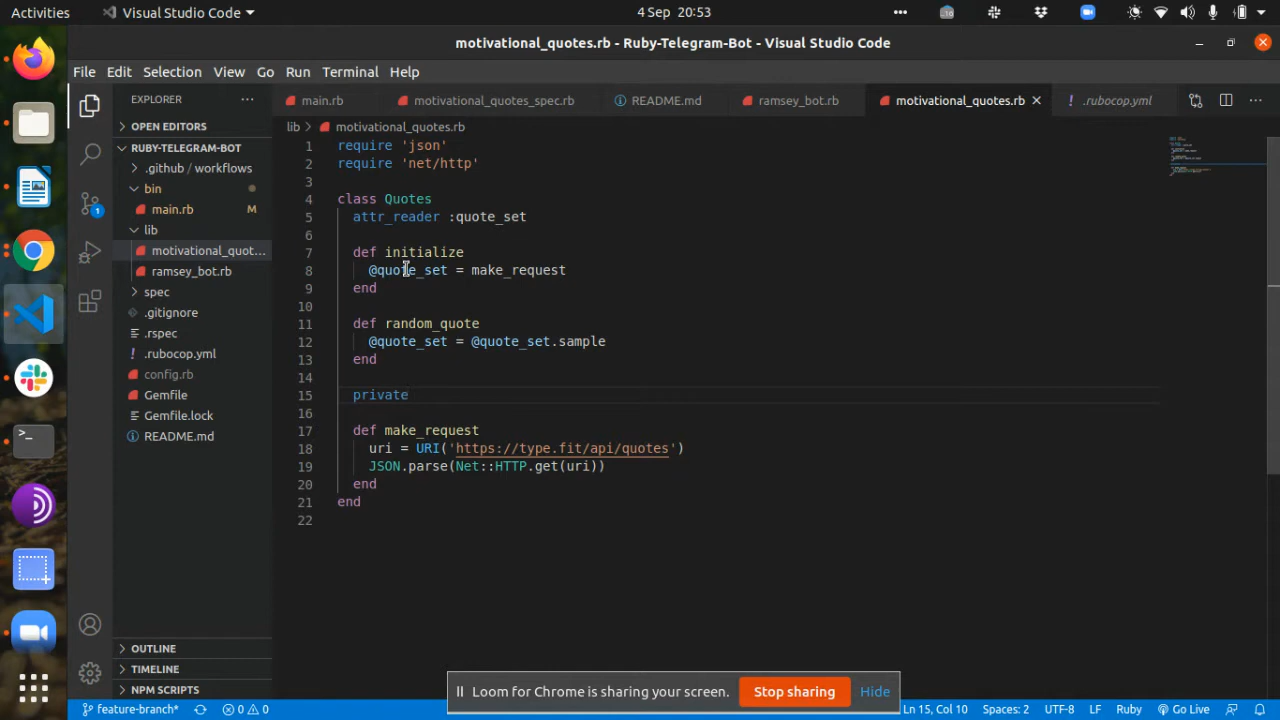 Activities
Visual Studio Code
4 Sep 20:53
motivational_quotes.rb - Ruby-Telegram-Bot - Visual Studio Code
File Edit Selection View Go Run Terminal Help
EXPLORER
OPEN EDITORS
RUBY-TELEGRAM-BOT
.github / workflows
bin
main.rb M
lib
motivational_quot...
ramsey_bot.rb
spec
.gitignore
.rspec
! .rubocop.yml
config.rb
Gemfile
Gemfile.lock
README.md
OUTLINE
TIMELINE
NPM SCRIPTS
1
main.rb motivational_quotes_spec.rb README.md ramsey_bot.rb motivational_quotes.rb ! .rubocop.yml
lib > motivational_quotes.rb
1 require 'json'
2 require 'net/http'
3
4 class Quotes
5 attr_reader :quote_set
6
7 def initialize
8 @quote_set = make_request
9 end
10
11 def random_quote
12 @quote_set = @quote_set.sample
13 end
14
15 private
16
17 def make_request
18 uri = URI('https://type.fit/api/quotes')
19 JSON.parse(Net::HTTP.get(uri))
20 end
21 end
22
Loom for Chrome is sharing your screen. Stop sharing Hide
feature-branch* 0 0 Ln 15, Col 10 Spaces: 2 UTF-8 LF Ruby Go Live